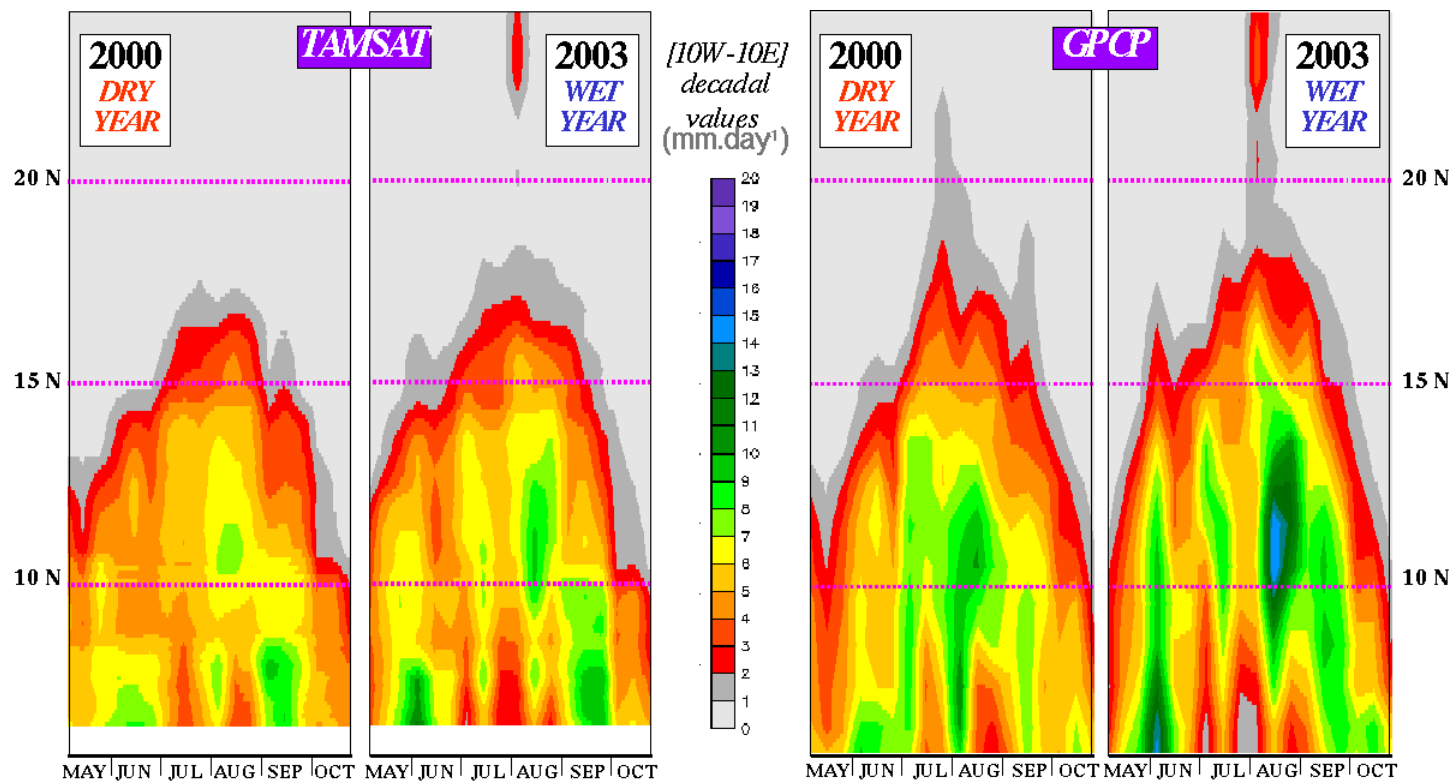 TAMSAT
2000
DRY
YEAR
2003
WET
YEAR
[10W-10E]
decadal
values
(mm.day¹)
GPCP
2000
DRY
YEAR
2003
WET
YEAR
20 N
15 N
10 N
20
19
18
17
16
15
14
13
12
11
10
9
8
7
6
5
4
3
2
1
0
20 N
15 N
10 N
MAY JUN JUL AUG SEP OCT
MAY JUN JUL AUG SEP OCT
MAY JUN JUL AUG SEP OCT
MAY JUN JUL AUG SEP OCT